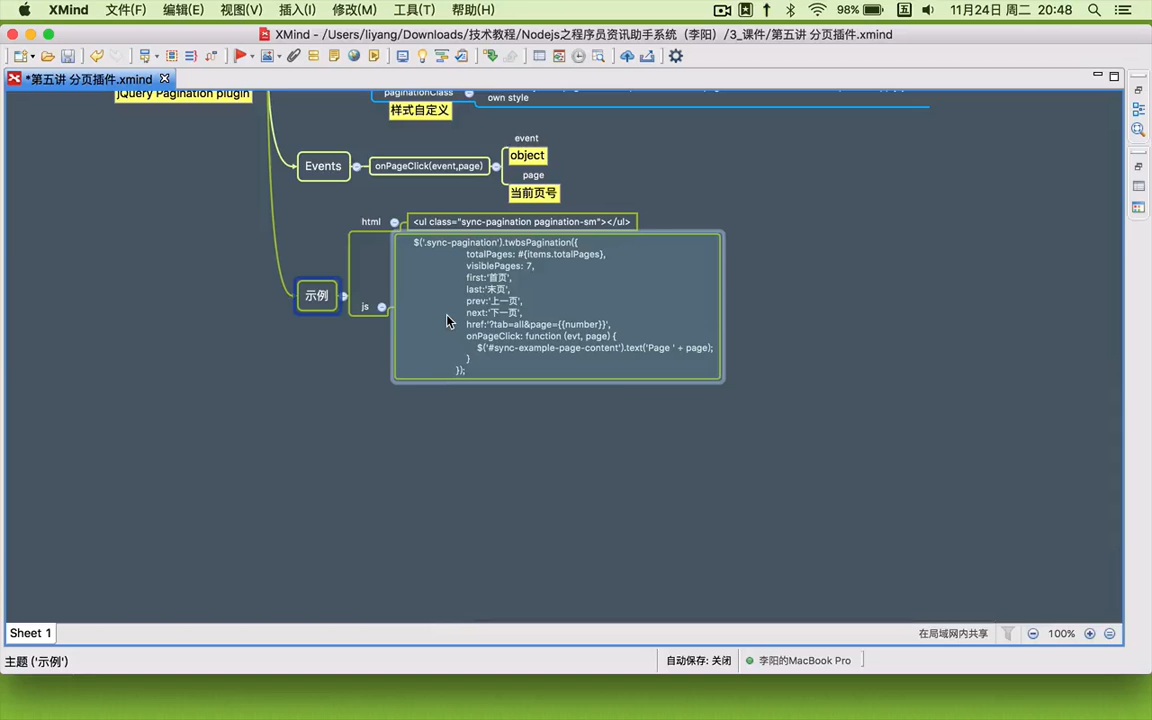 XMind 文件(F) 编辑(E) 视图(V) 插入(I) 修改(M) 工具(T) 帮助(H) 98% 五 11月24日 周二 20:48
XMind - /Users/liyang/Downloads/技术教程/Nodejs之程序员资讯助手页系统（李阳）/3_课件/第五讲 分页插件.xmind
*第五讲 分页插件.xmind
jQuery Pagination plugin
paginationClass
own style
样式自定义
event
object
Events
onPageClick(event,page)
page
当前页号
html
<ul class="sync-pagination pagination-sm"></ul>
$('.sync-pagination').twbsPagination({
totalPages: #{items.totalPages},
visiblePages: 7,
first:'首页',
last:'末页',
prev:'上一页',
next:'下一页',
href:'?tab=all&page={{number}}',
onPageClick: function (evt, page) {
$('#sync-example-page-content').text('Page ' + page);
}
});
示例
js
Sheet 1
在局域网内共享
100%
主题 ('示例')
自动保存: 关闭
李阳的MacBook Pro